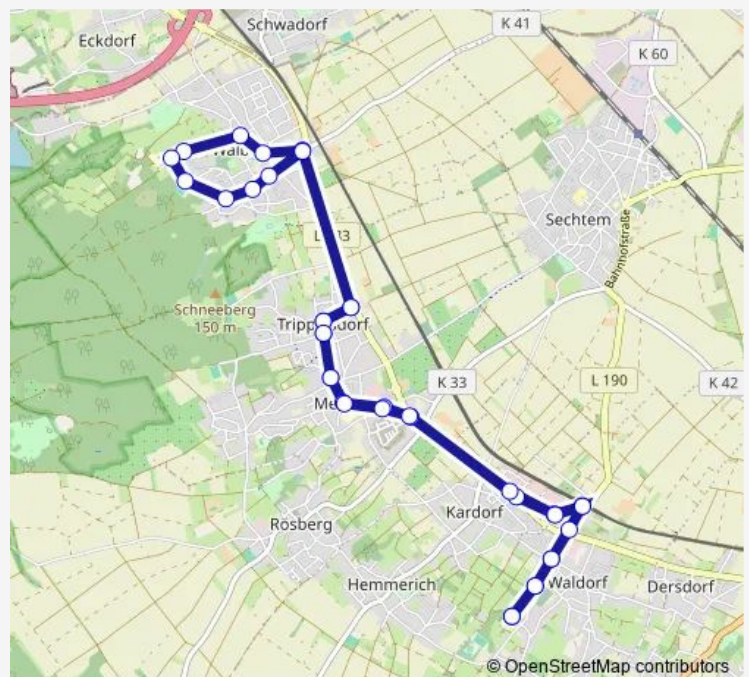 Schwadorf
K 41
Eckdorf
K 60
Sechtem
Bahnhofstraße
Schneeberg
150 m
K 33
L 190
K 42
Kardorf
Rösberg
Hemmerich
Waldorf
Dersdorf
© OpenStreetMap contributors